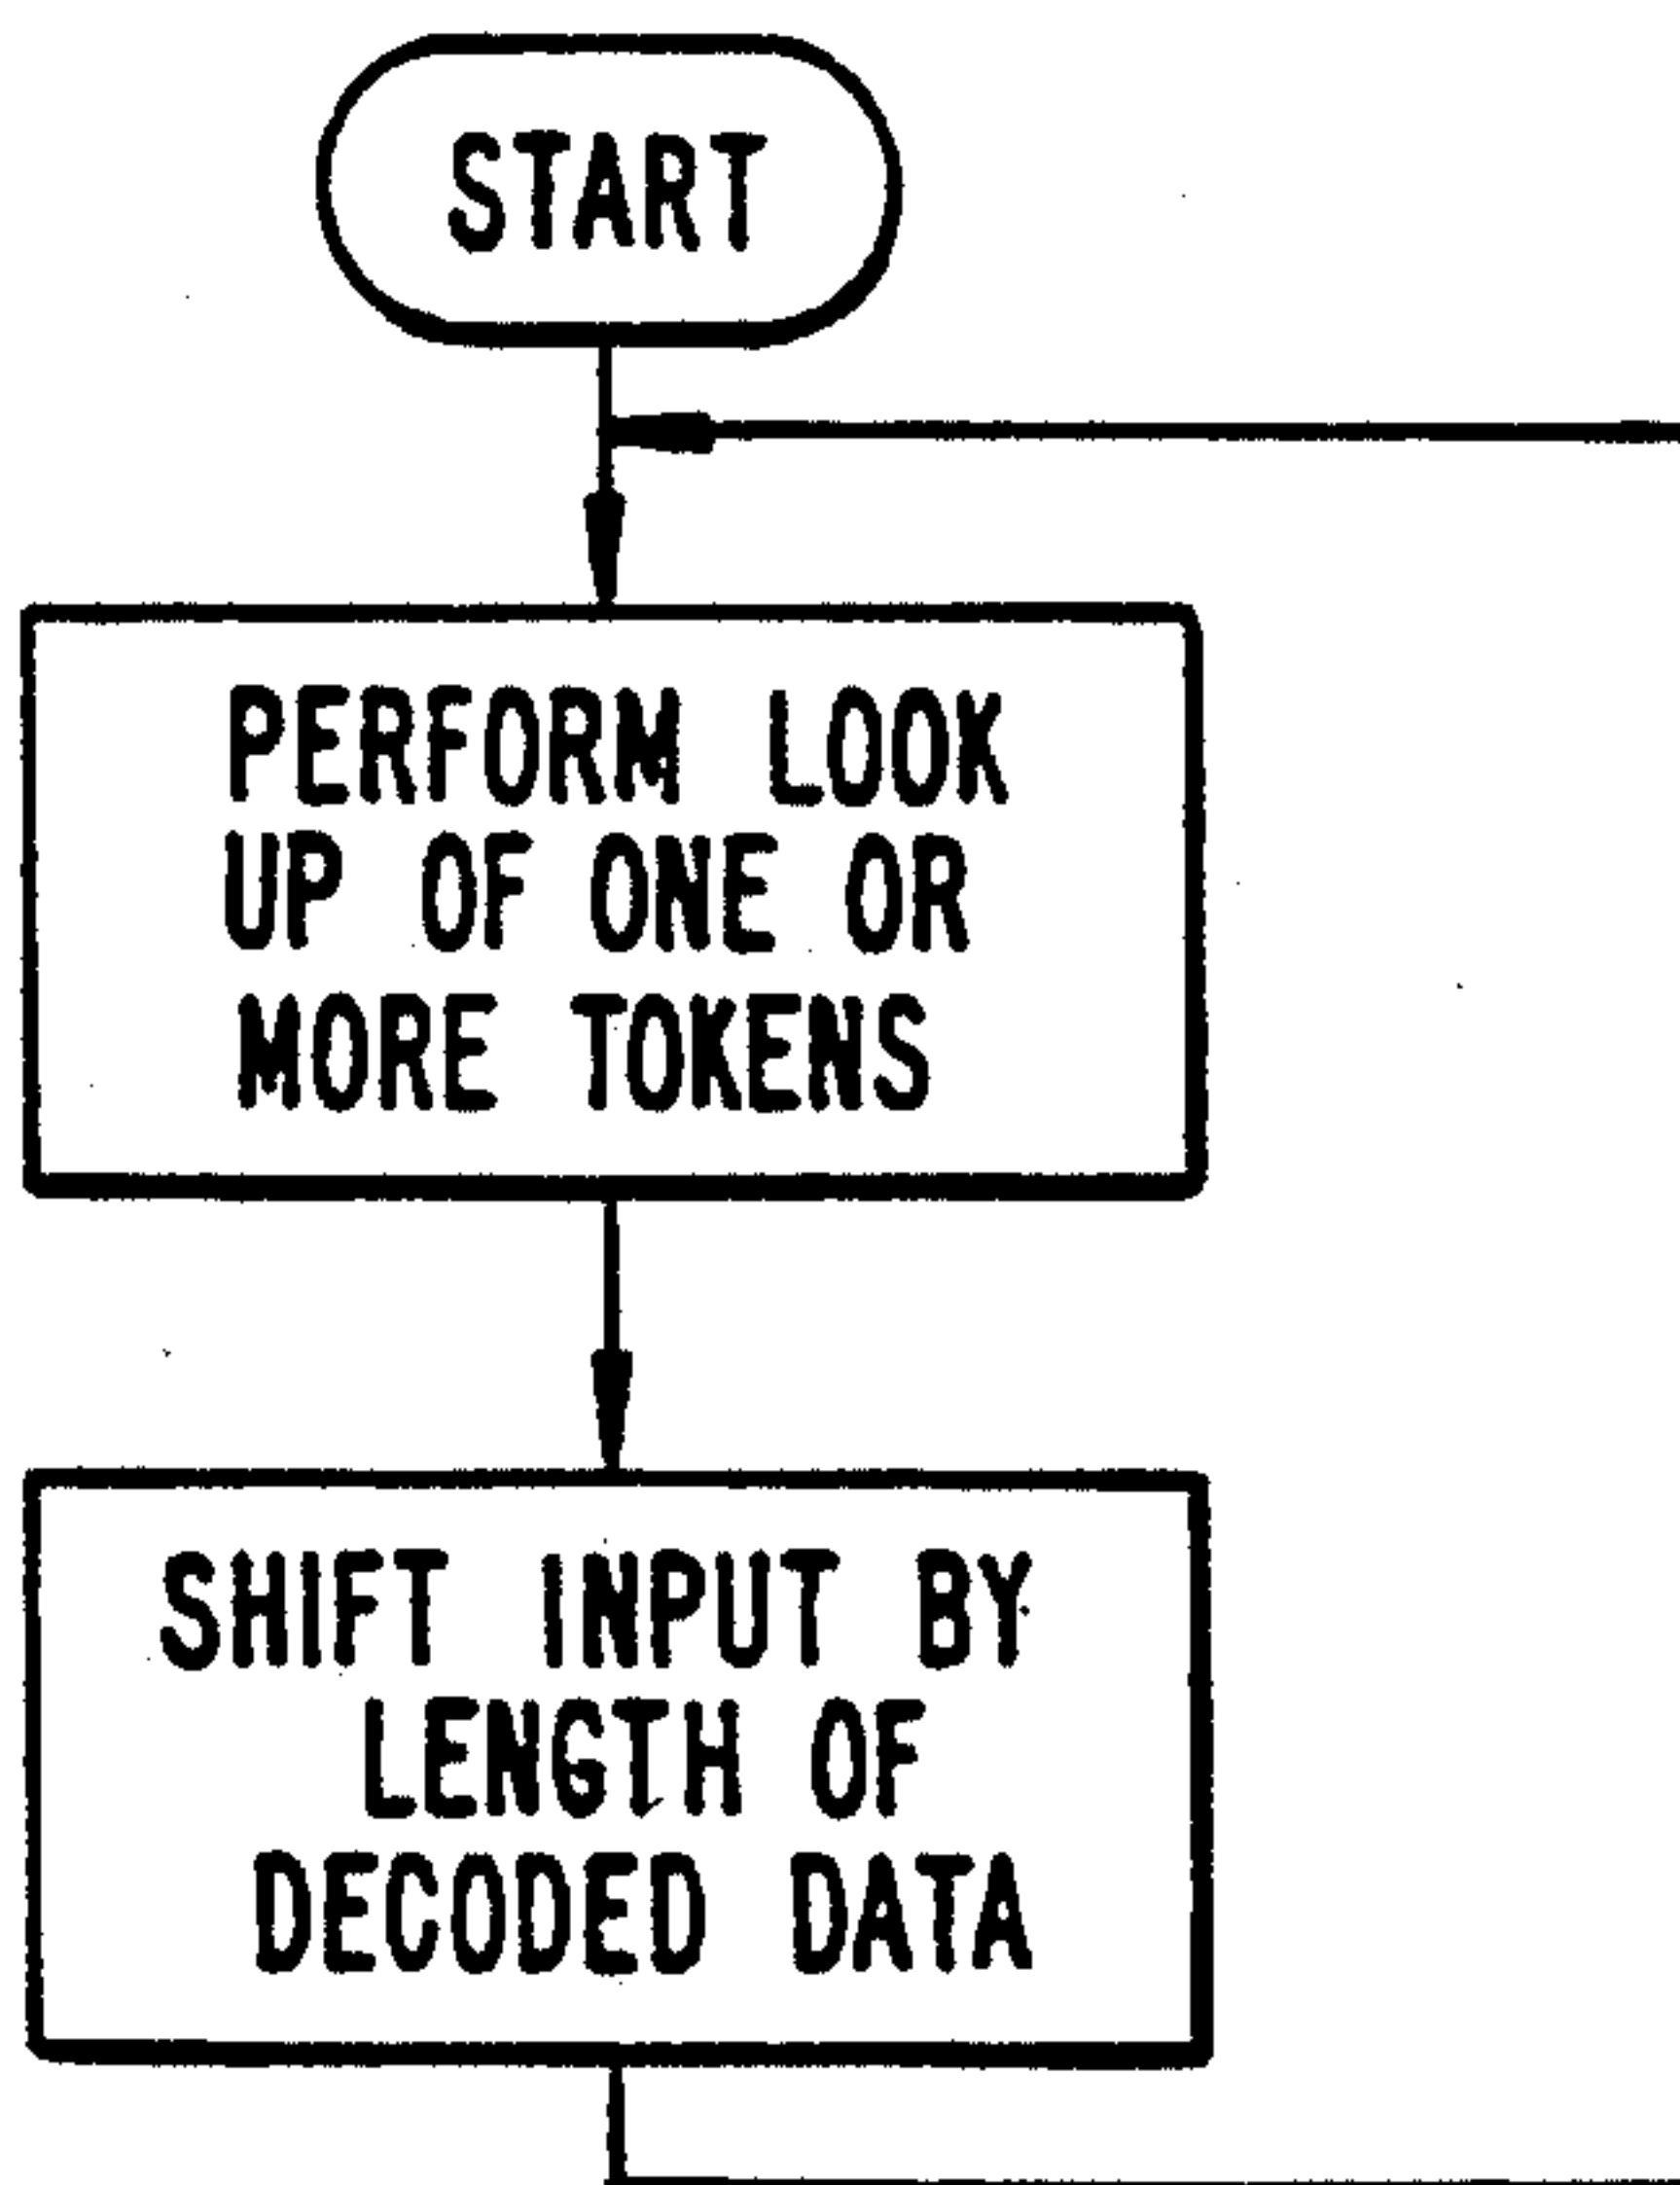 START
PERFORM LOOK
UP OF ONE OR
MORE TOKENS
SHIFT INPUT BY
LENGTH OF
DECODED DATA